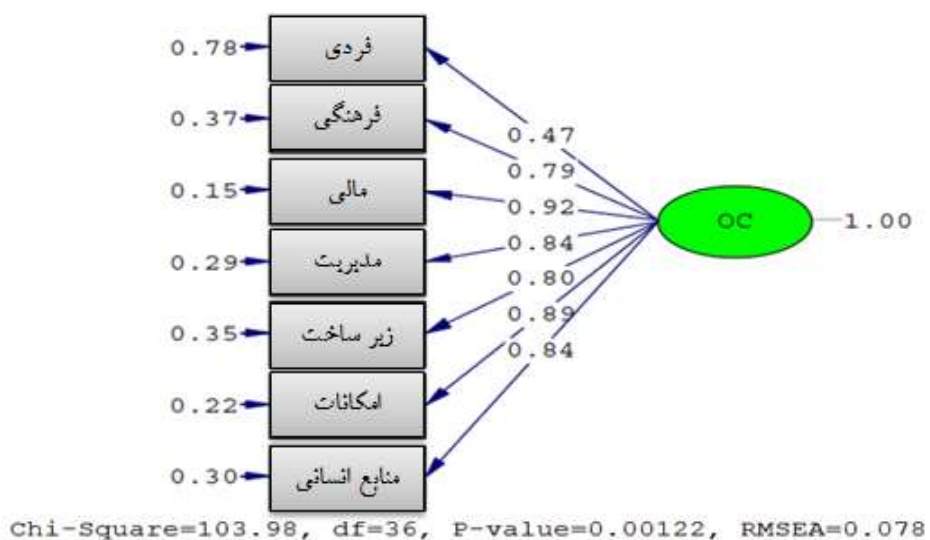 0.78 فردی
0.47
0.37 فرهنگی
0.79
0.15 مالی
0.92
OC 1.00
0.29 مدیریت
0.84
0.80
0.35 زیر ساخت
0.89
0.84
0.22 امکانات
0.30 منابع انسانی
Chi-Square=103.98, df=36, P-value=0.00122, RMSEA=0.078